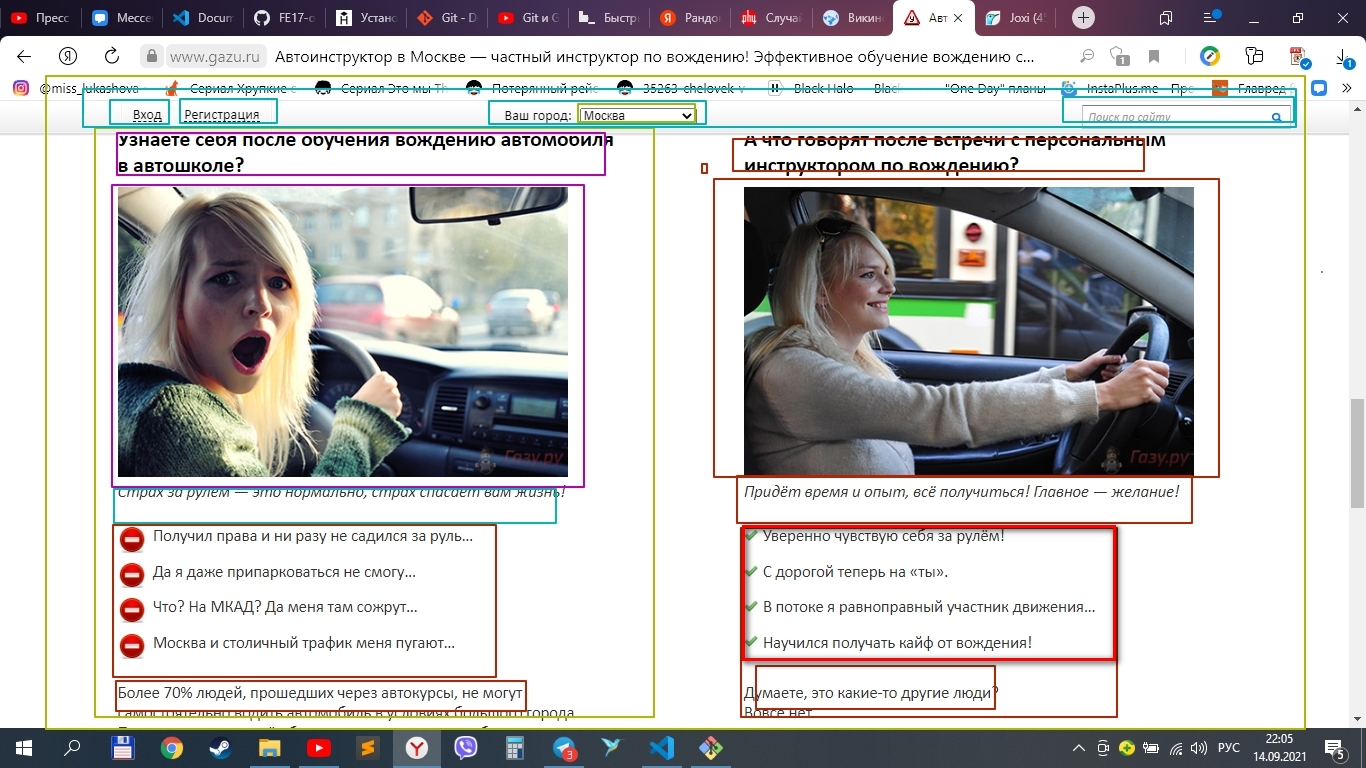 Пресс
Мессе
Docum
FE17-о
Устано
Git - D
Git и G
Быстр
Рандо
Случай
Викин
Авт
Joxi (4
www.gazu.ru
Автоинструктор в Москве — частный инструктор по вождению! Эффективное обучение вождению с...
1
1
@miss_lukashova
Сериал Хрупкие
Сериал Это мы Th
Потерянный рейс
35263-chelovek-v
Black Halo — Black
"One Day" планы
InstaPlus.me - Пр
Главред
Вход
Регистрация
Ваш город:
Москва
Поиск по сайту
Узнаете себя после обучения вождению автомобиля
в автошколе?
А что говорят после встречи с персональным
инструктором по вождению?
Газу.ру
Газу.ру
Страх за рулем — это нормально, страх спасает вам жизнь!
Придёт время и опыт, всё получиться! Главное — желание!
Получил права и ни разу не садился за руль...
Да я даже припарковаться не смогу...
Что? На МКАД? Да меня там сожрут...
Москва и столичный трафик меня пугают...
Уверенно чувствую себя за рулём!
С дорогой теперь на «ты».
В потоке я равноправный участник движения...
Научился получать кайф от вождения!
Более 70% людей, прошедших через автокурсы, не могут
самостоятельно водить автомобиль в условиях большого города.
Думаете, это какие-то другие люди?
Вовсе нет
3
РУС
22:05
14.09.2021
5